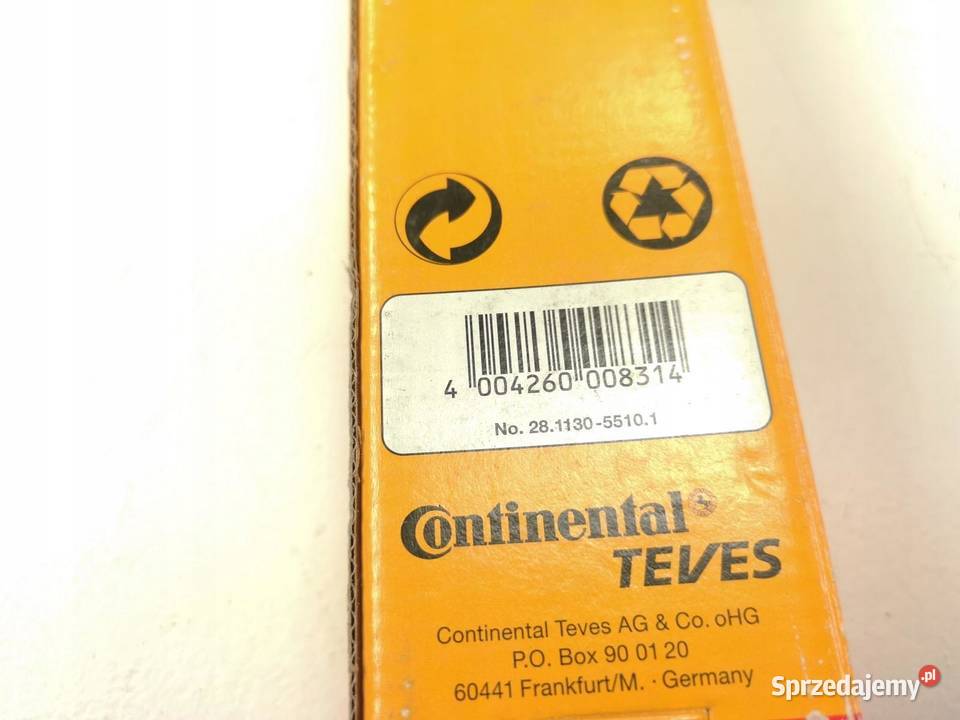 4 004260 008314
No. 28.1130-5510.1
Continental
TEVES
Continental Teves AG & Co. oHG
P.O. Box 90 01 20
60441 Frankfurt/M. · Germany
Sprzedajemy.pl